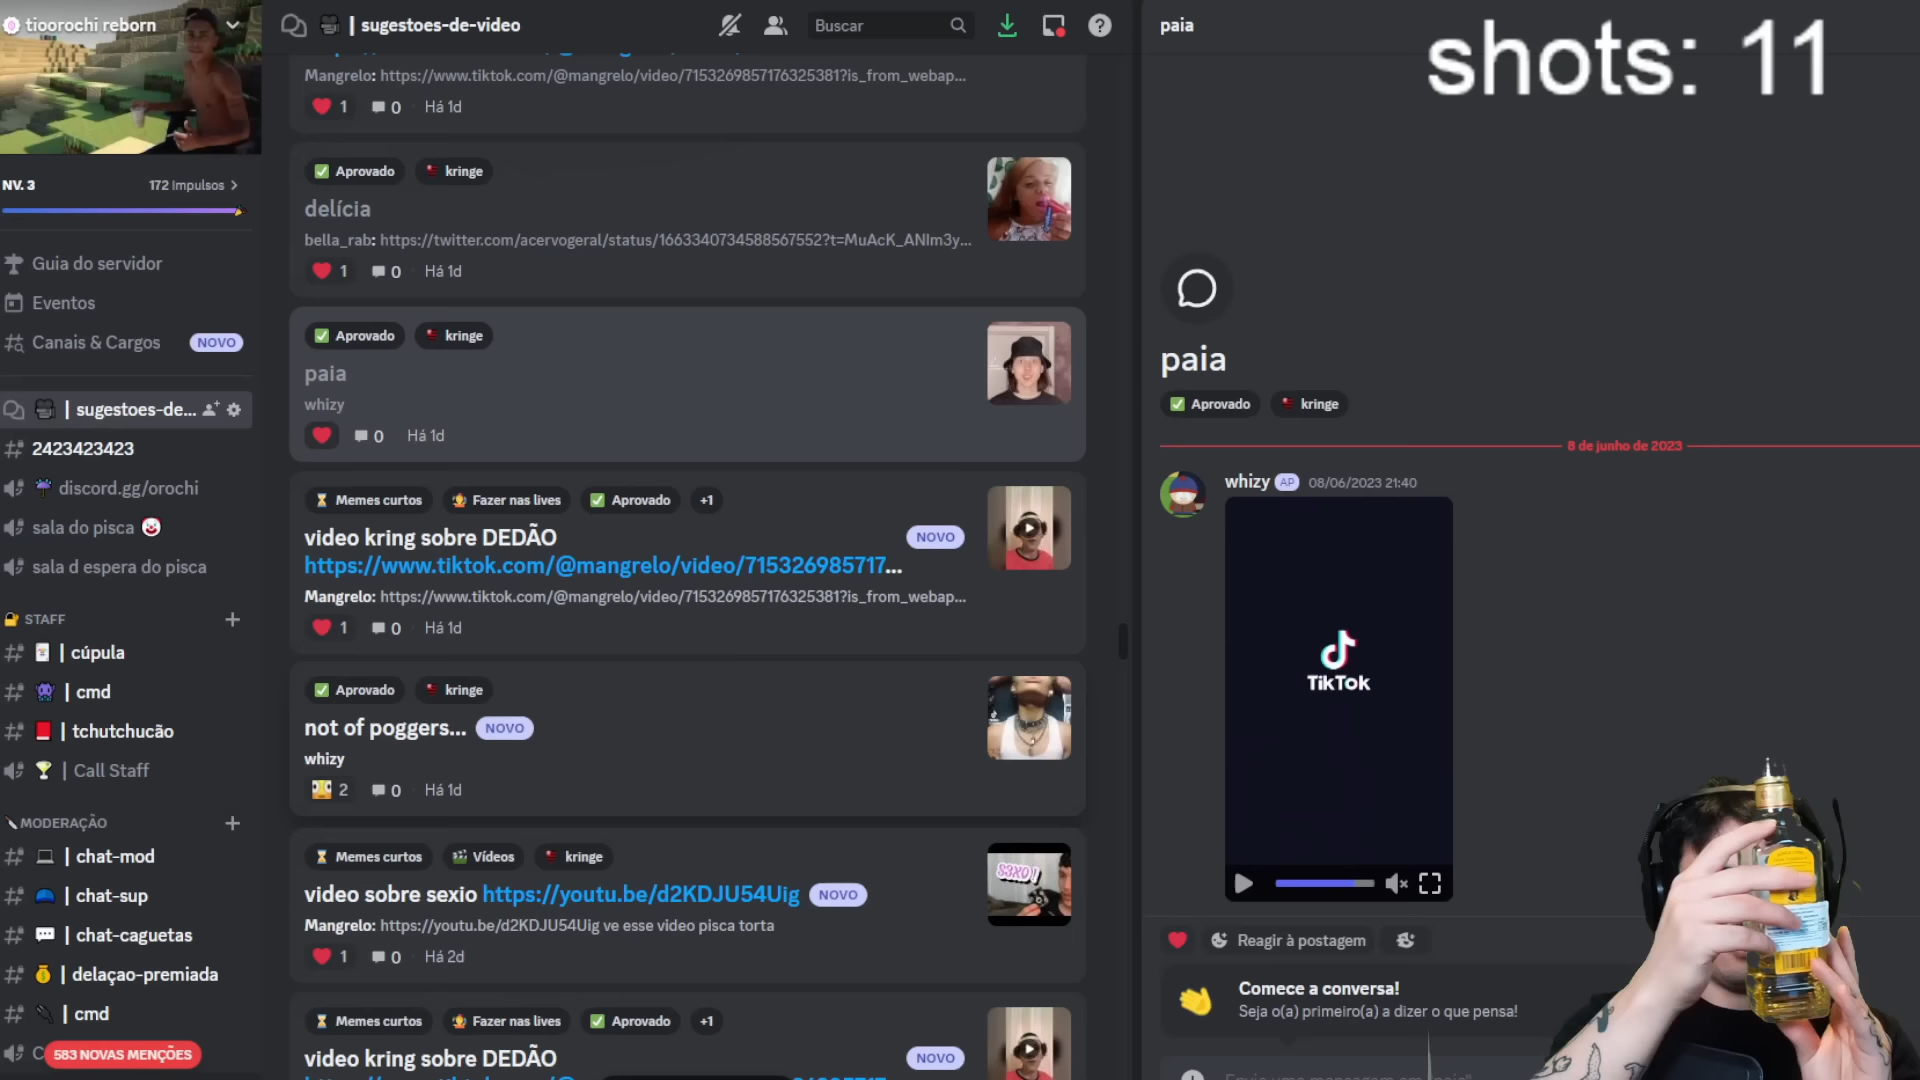 tioorochi reborn
NV. 3
172 Impulsos
Guia do servidor
Eventos
Canais & Cargos
NOVO
| sugestoes-de...
2423423423
discord.gg/orochi
sala do pisca
sala d espera do pisca
STAFF
| cúpula
| cmd
| tchutchucão
| Call Staff
MODERAÇÃO
| chat-mod
| chat-sup
| chat-caguetas
| delaçao-premiada
| cmd
583 NOVAS MENÇÕES
| sugestoes-de-video
Buscar
Mangrelo: https://www.tiktok.com/@mangrelo/video/7153269857176325381?is_from_webap...
1 0 Há 1d
Aprovado kringe
delícia
bella_rab: https://twitter.com/acervogeral/status/1663340734588567552?t=MuAcK_ANIm3y...
1 0 Há 1d
Aprovado kringe
paia
whizy
0 Há 1d
Memes curtos Fazer nas lives Aprovado +1
video kring sobre DEDÃO NOVO
https://www.tiktok.com/@mangrelo/video/715326985717...
Mangrelo: https://www.tiktok.com/@mangrelo/video/7153269857176325381?is_from_webap...
1 0 Há 1d
Aprovado kringe
not of poggers... NOVO
whizy
2 0 Há 1d
Memes curtos Vídeos kringe
video sobre sexio https://youtu.be/d2KDJU54Uig NOVO
Mangrelo: https://youtu.be/d2KDJU54Uig ve esse video pisca torta
1 0 Há 2d
S3XO!
Memes curtos Fazer nas lives Aprovado +1
video kring sobre DEDÃO NOVO
paia
shots: 11
paia
Aprovado kringe
8 de junho de 2023
whizy AP 08/06/2023 21:40
TikTok
Reagir à postagem
Comece a conversa!
Seja o(a) primeiro(a) a dizer o que pensa!